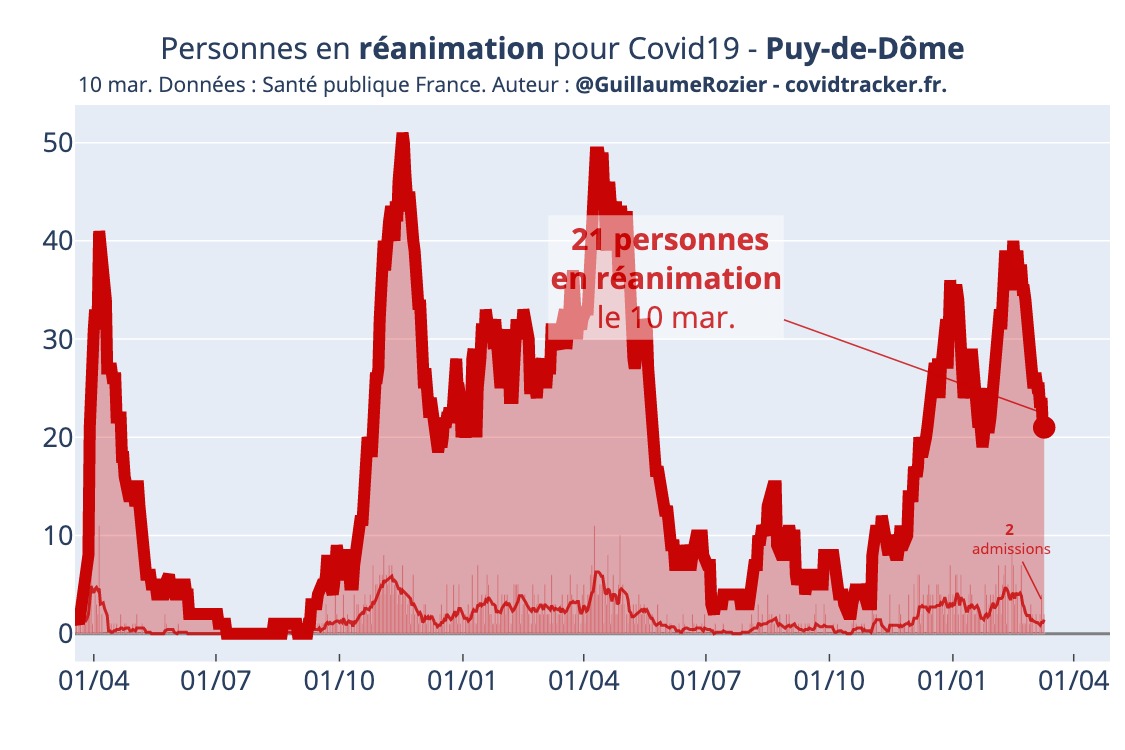 Personnes en réanimation pour Covid19 - Puy-de-Dôme
10 mar. Données : Santé publique France. Auteur : @GuillaumeRozier - covidtracker.fr.
50
40
30
20
10
0
21 personnes
en réanimation
le 10 mar.
2
admissions
01/04 01/07 01/10 01/01 01/04 01/07 01/10 01/01 01/04